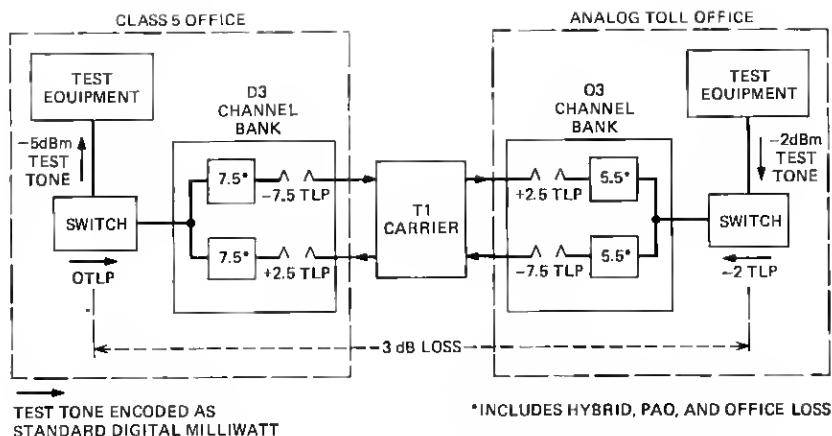 CLASS 5 OFFICE
ANALOG TOLL OFFICE
TEST
EQUIPMENT
TEST
EQUIPMENT
D3
CHANNEL
BANK
O3
CHANNEL
BANK
−5dBm
TEST
TONE
−2dBm
TEST
TONE
7.5*
−7.5 TLP
+2.5 TLP
5.5*
SWITCH
T1
CARRIER
SWITCH
7.5*
+2.5 TLP
−7.5 TLP
5.5*
OTLP
−2 TLP
3 dB LOSS
TEST TONE ENCODED AS
STANDARD DIGITAL MILLIWATT
*INCLUDES HYBRID, PAO, AND OFFICE LOSS